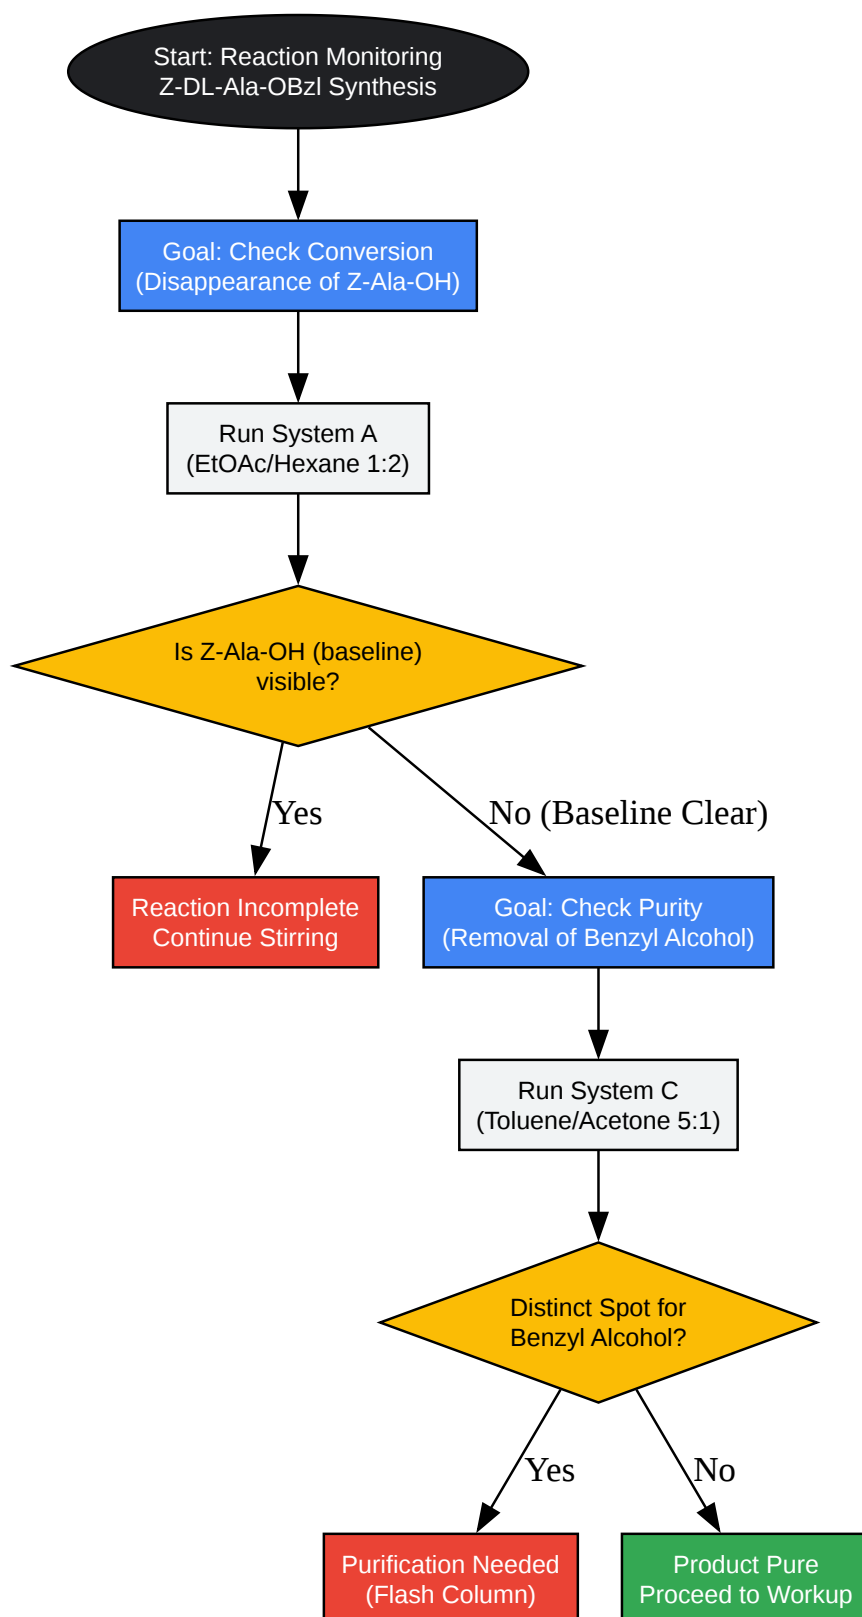 Start: Reaction Monitoring
Z-DL-Ala-OBzl Synthesis
Goal: Check Conversion
(Disappearance of Z-Ala-OH)
Run System A
(EtOAc/Hexane 1:2)
Is Z-Ala-OH (baseline)
visible?
Yes
No (Baseline Clear)
Reaction Incomplete
Continue Stirring
Goal: Check Purity
(Removal of Benzyl Alcohol)
Run System C
(Toluene/Acetone 5:1)
Distinct Spot for
Benzyl Alcohol?
Yes
No
Purification Needed
(Flash Column)
Product Pure
Proceed to Workup